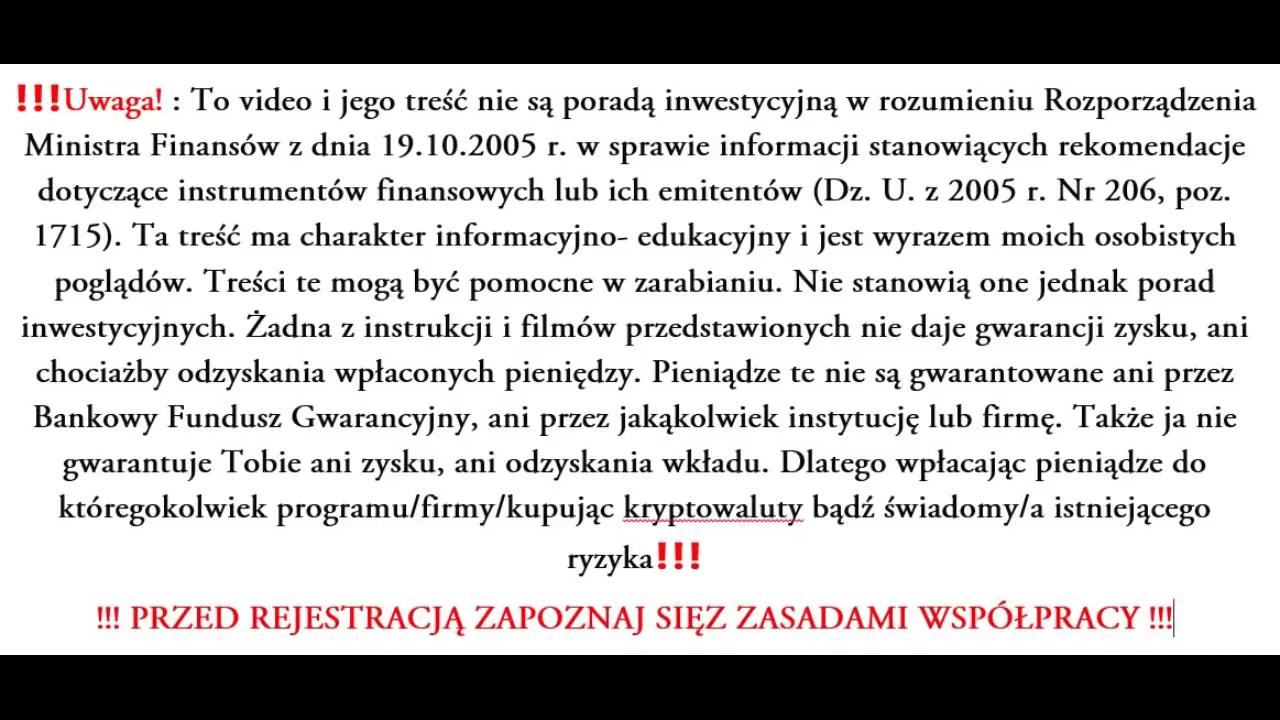 !!!Uwaga! : To video i jego treść nie są poradą inwestycyjną w rozumieniu Rozporządzenia
Ministra Finansów z dnia 19.10.2005 r. w sprawie informacji stanowiących rekomendacje
dotyczące instrumentów finansowych lub ich emitentów (Dz. U. z 2005 r. Nr 206, poz.
1715). Ta treść ma charakter informacyjno- edukacyjny i jest wyrazem moich osobistych
poglądów. Treści te mogą być pomocne w zarabianiu. Nie stanowią one jednak porad
inwestycyjnych. Żadna z instrukcji i filmów przedstawionych nie daje gwarancji zysku, ani
chociażby odzyskania wpłaconych pieniędzy. Pieniądze te nie są gwarantowane ani przez
Bankowy Fundusz Gwarancyjny, ani przez jakąkolwiek instytucję lub firmę. Także ja nie
gwarantuje Tobie ani zysku, ani odzyskania wkładu. Dlatego wpłacając pieniądze do
któregokolwiek programu/firmy/kupując kryptowaluty bądź świadomy/a istniejącego
ryzyka!!!
!!! PRZED REJESTRACJĄ ZAPOZNAJ SIĘZ ZASADAMI WSPÓŁPRACY !!!